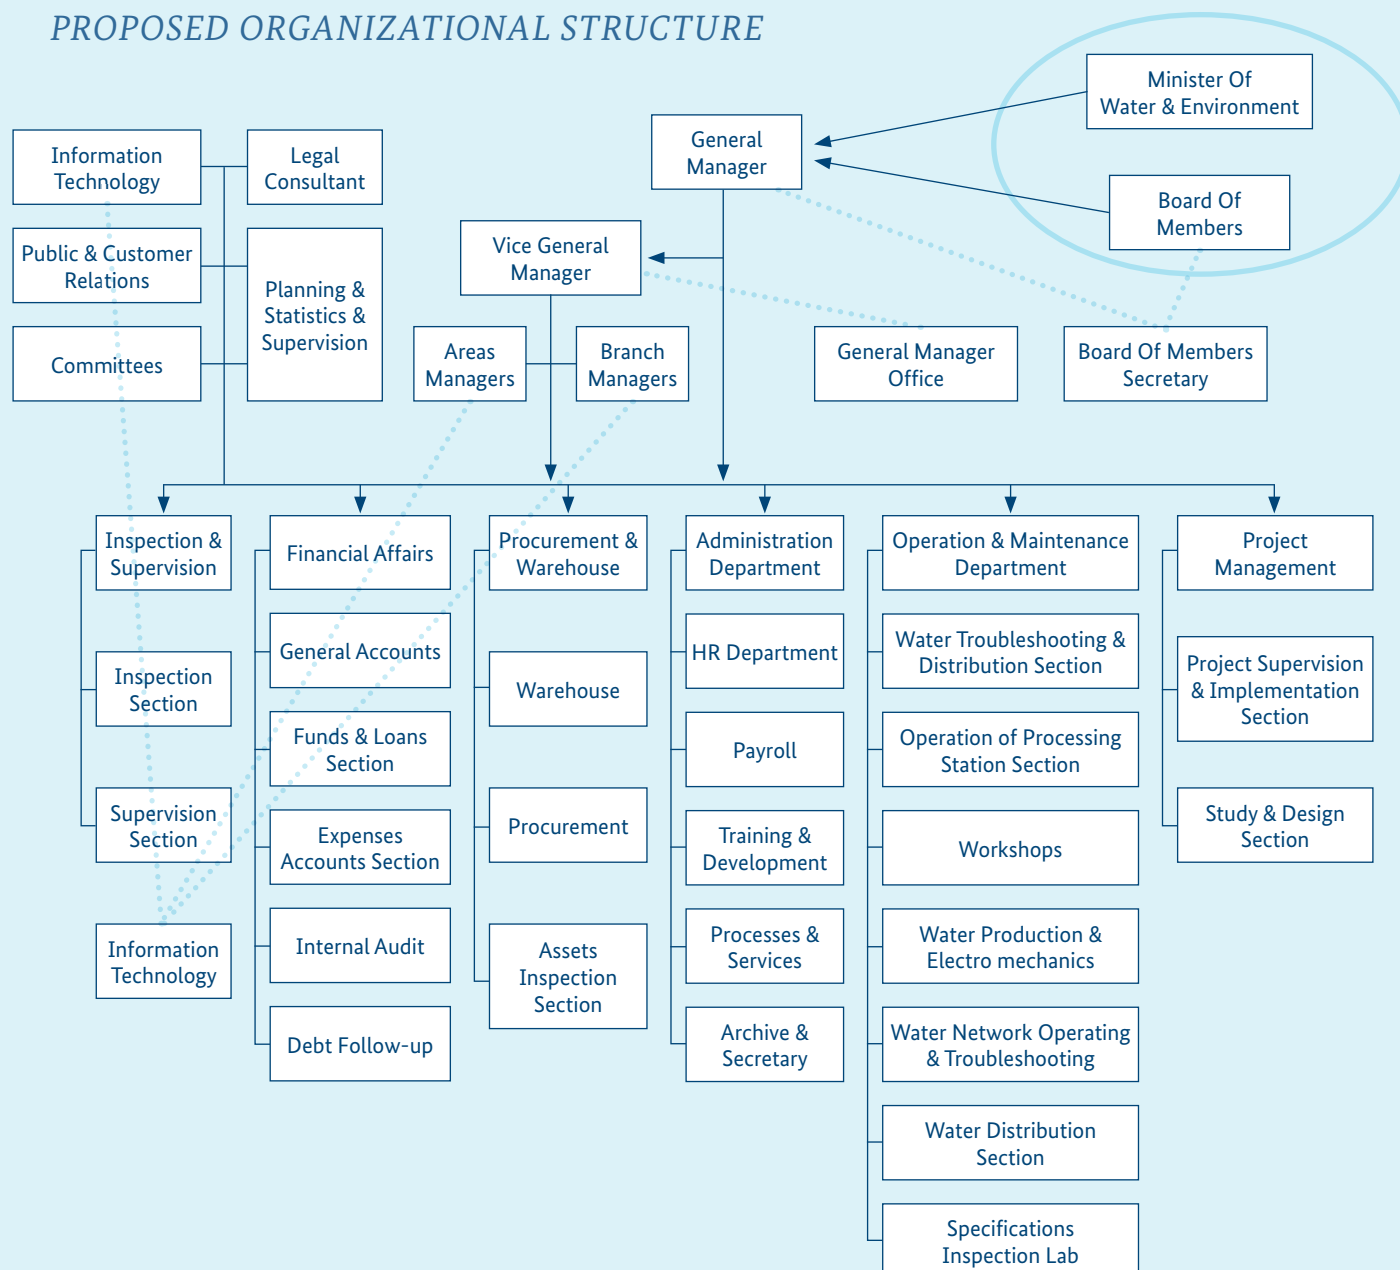 PROPOSED ORGANIZATIONAL STRUCTURE
Minister Of
Water & Environment
General
Manager
Information
Technology
Legal
Consultant
Board Of
Members
Vice General
Manager
Public & Customer
Relations
Planning &
Statistics &
Supervision
Committees
Areas
Managers
Branch
Managers
General Manager
Office
Board Of Members
Secretary
Inspection &
Supervision
Inspection
Section
Supervision
Section
Information
Technology
Financial Affairs
General Accounts
Funds & Loans
Section
Expenses
Accounts Section
Internal Audit
Debt Follow-up
Procurement &
Warehouse
Warehouse
Procurement
Assets
Inspection
Section
Administration
Department
HR Department
Payroll
Training &
Development
Processes &
Services
Archive &
Secretary
Operation & Maintenance
Department
Water Troubleshooting &
Distribution Section
Operation of Processing
Station Section
Workshops
Water Production &
Electro mechanics
Water Network Operating
& Troubleshooting
Water Distribution
Section
Specifications
Inspection Lab
Project
Management
Project Supervision
& Implementation
Section
Study & Design
Section